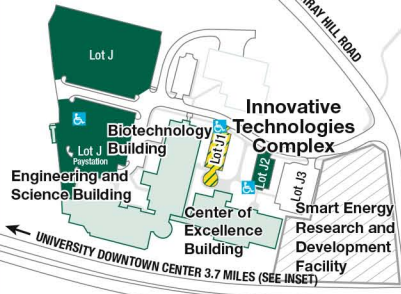 RRAY HILL ROAD
Lot J
Innovative
Technologies
Complex
Biotechnology
Building
Lot J1
Lot J
Paystation
Lot J2
Lot J3
Engineering and
Science Building
Center of
Excellence
Building
Smart Energy
Research and
Development
Facility
UNIVERSITY DOWNTOWN CENTER 3.7 MILES (SEE INSET)